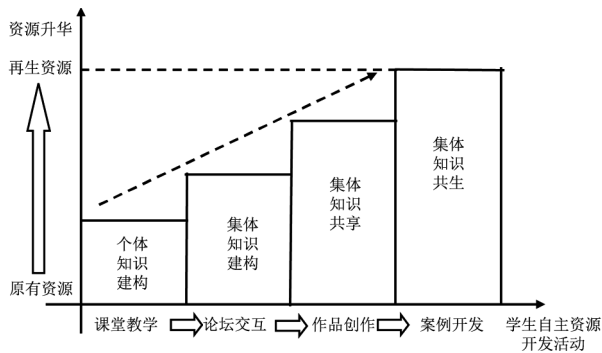 资源升华
再生资源
原有资源
个体
知识
建构
集体
知识
建构
集体
知识
共享
集体
知识
共生
课堂教学
论坛交互
作品创作
案例开发
学生自主资源
开发活动